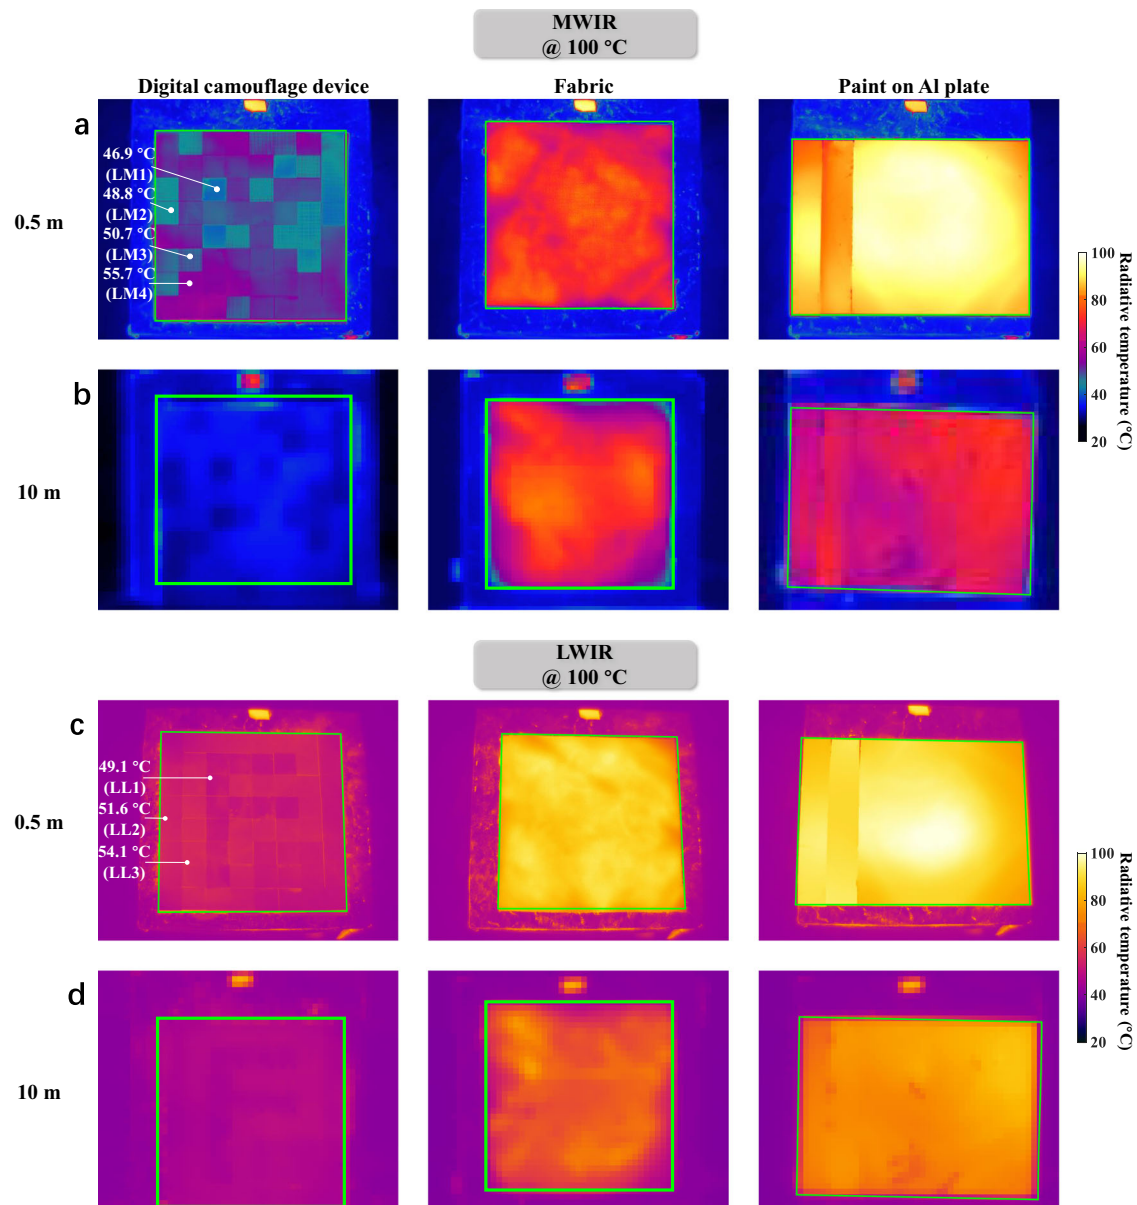 MWIR
@ 100 °C
Digital camouflage device
Fabric
Paint on Al plate
a
0.5 m
46.9 °C
(LM1)
48.8 °C
(LM2)
50.7 °C
(LM3)
55.7 °C
(LM4)
b
10 m
100
80
60
40
20
Radiative temperature (°C)
LWIR
@ 100 °C
c
0.5 m
49.1 °C
(LL1)
51.6 °C
(LL2)
54.1 °C
(LL3)
d
10 m
100
80
60
40
20
Radiative temperature (°C)